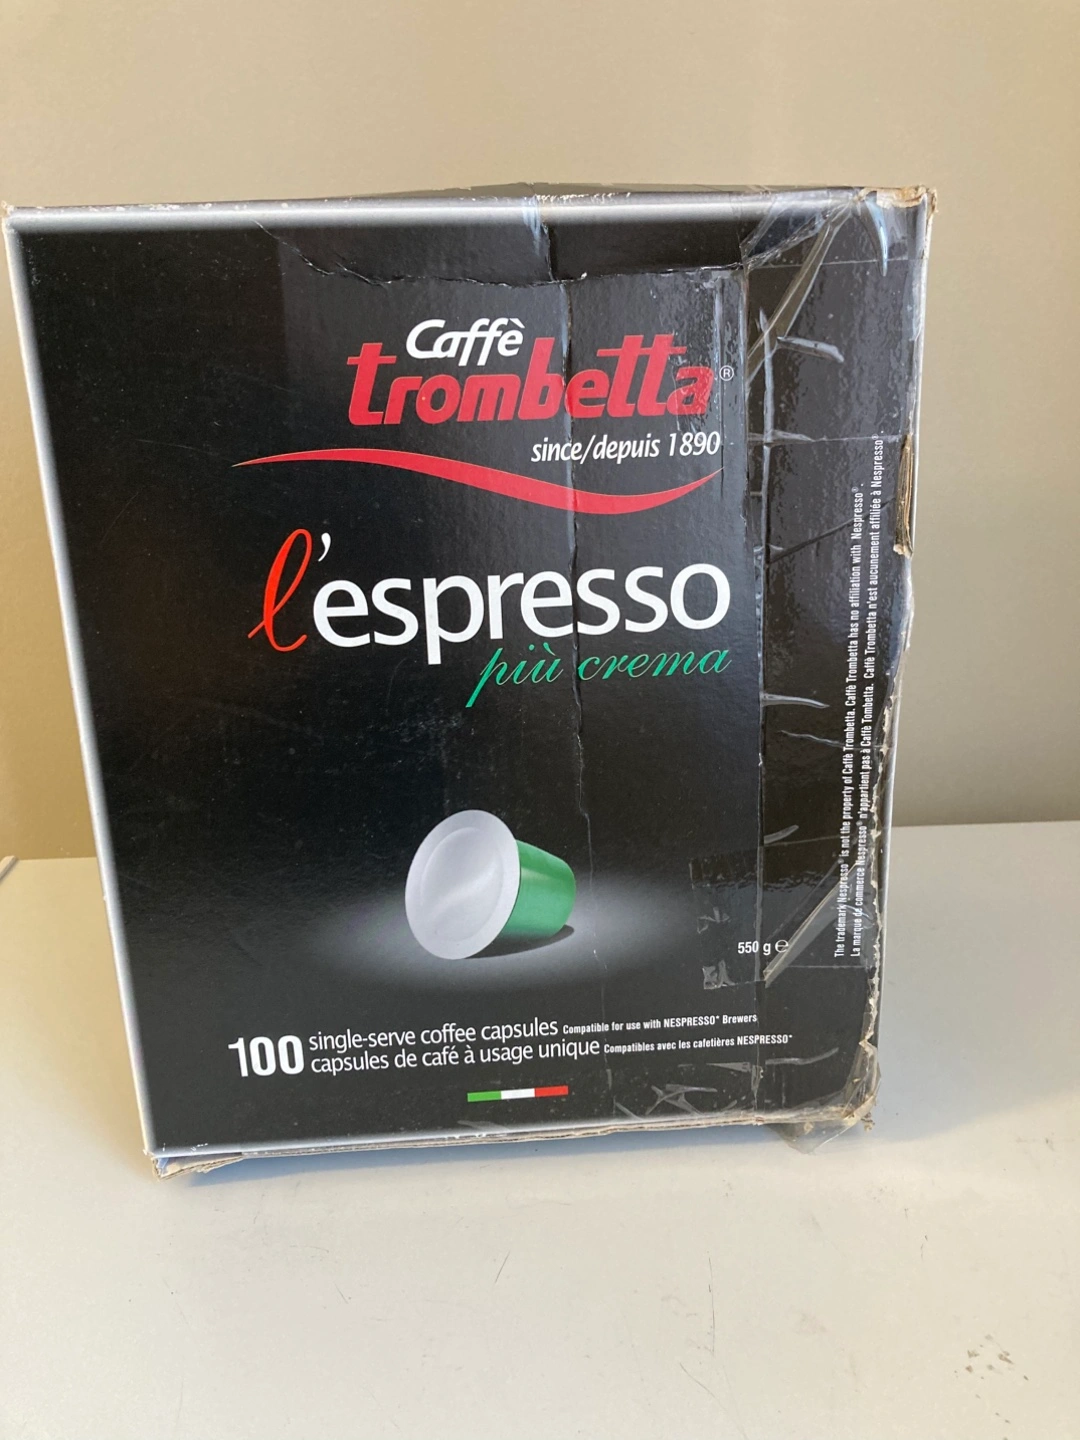 Caffè
trombetta®
since/depuis 1890
l'espresso
più crema
550 g e
100 single-serve coffee capsules Compatible for use with NESPRESSO* Brewers
capsules de café à usage unique Compatibles avec les cafetières NESPRESSO*
The trademark Nespresso® is not the property of Caffè Trombetta. Caffè Trombetta has no affiliation with Nespresso®.
La marque de commerce Nespresso® n'appartient pas à Caffè Tombetta. Caffè Trombetta n'est aucunement affiliée à Nespresso®.